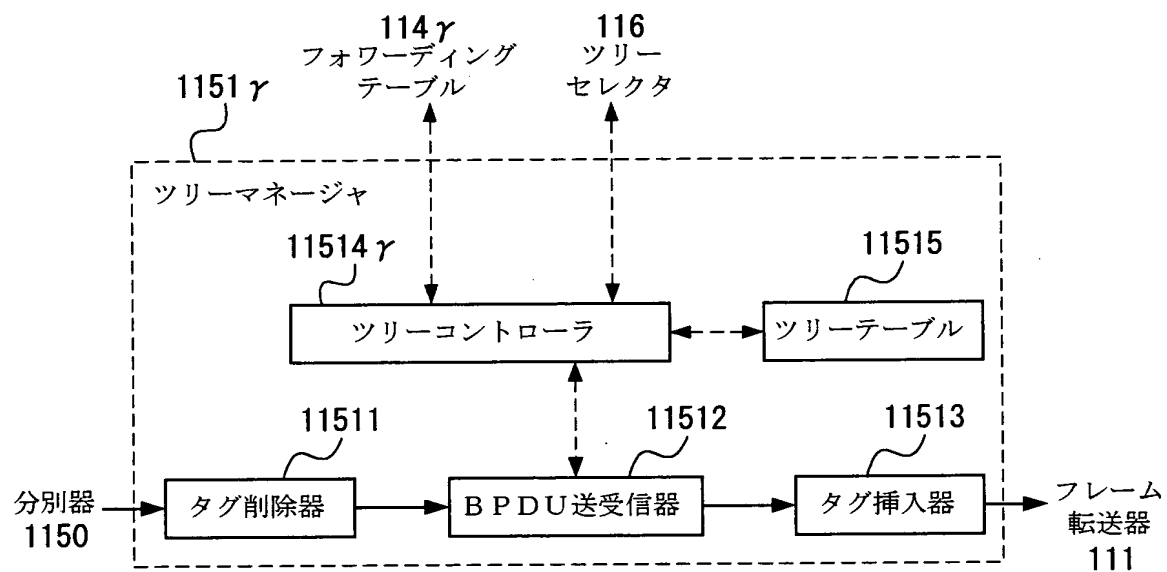 114γ
フォワーディング
テーブル
116
ツリー
セレクタ
1151γ
ツリーマネージャ
11514γ
ツリーコントローラ
11515
ツリーテーブル
11511
タグ削除器
11512
BPDU送受信器
11513
タグ挿入器
分別器
1150
フレーム
転送器
111